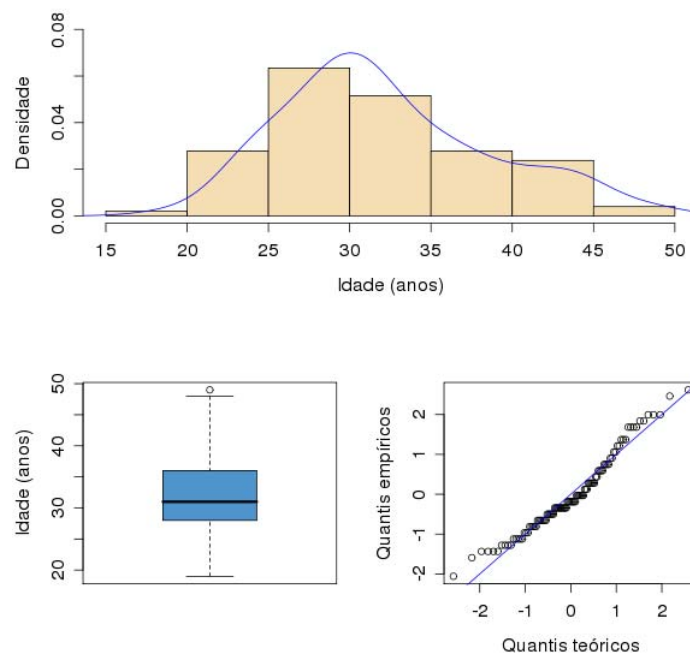 Densidade
0.00 0.04 0.08
15 20 25 30 35 40 45 50
Idade (anos)
Idade (anos)
20 30 40 50
Quantis empíricos
-2 -1 0 1 2
-2 -1 0 1 2
Quantis teóricos